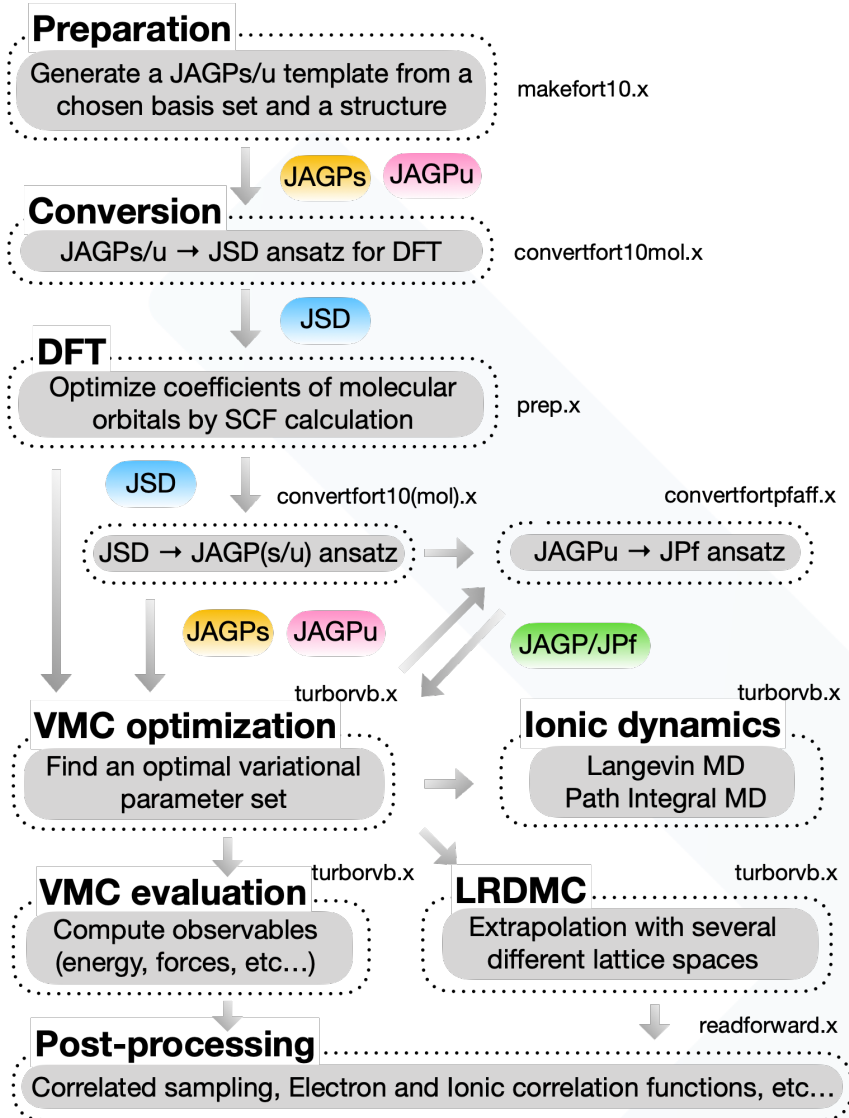 Preparation
Generate a JAGPs/u template from a
chosen basis set and a structure
makefort10.x
JAGPs
JAGPu
Conversion
JAGPs/u → JSD ansatz for DFT
convertfort10mol.x
JSD
DFT
Optimize coefficients of molecular
orbitals by SCF calculation
prep.x
JSD
convertfort10(mol).x
convertfortpfaff.x
JSD → JAGP(s/u) ansatz
JAGPu → JPf ansatz
JAGPs
JAGPu
JAGP/JPf
turborvb.x
VMC optimization
Find an optimal variational
parameter set
turborvb.x
Ionic dynamics
Langevin MD
Path Integral MD
turborvb.x
VMC evaluation
Compute observables
(energy, forces, etc…)
turborvb.x
LRDMC
Extrapolation with several
different lattice spaces
readforward.x
Post-processing
Correlated sampling, Electron and Ionic correlation functions, etc…